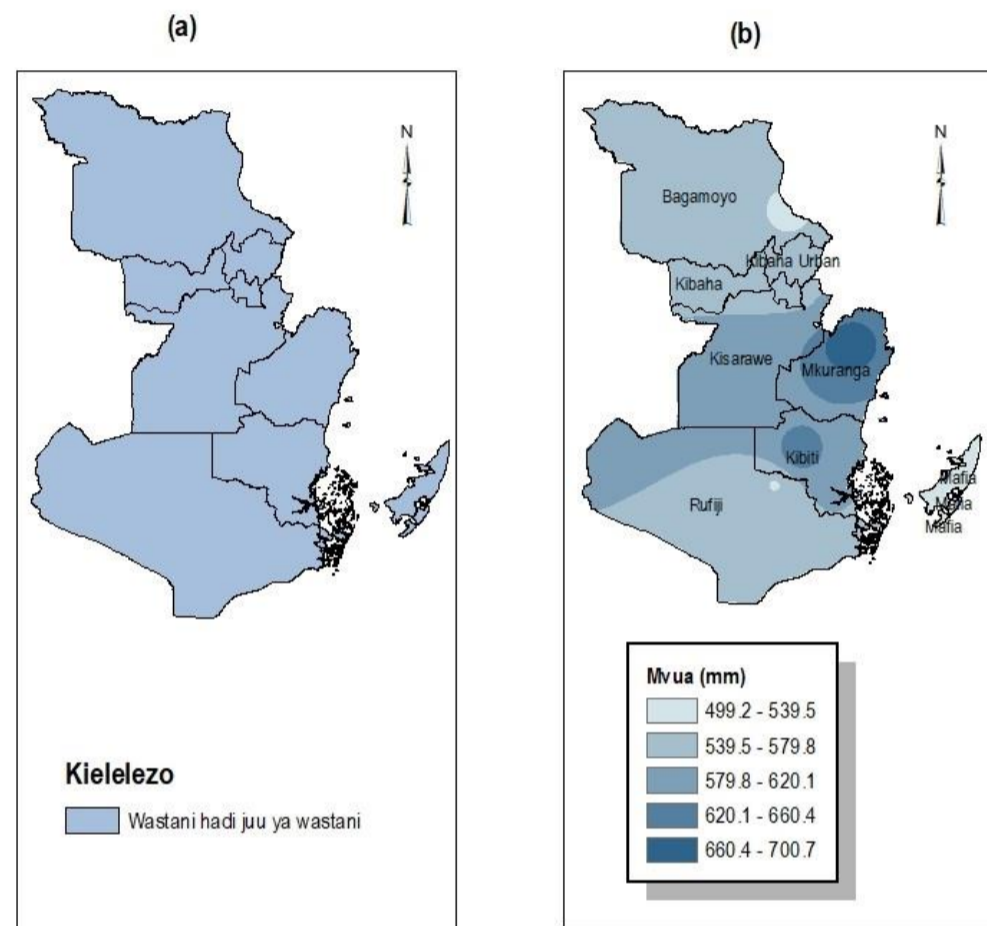 (a)
N
Kielelezo
Wastani hadi juu ya wastani
(b)
N
Bagamoyo
Kibaha Urban
Kibaha
Kisarawe
Mkuranga
Kibiti
Rufiji
Mafia
Mafia
Mafia
Mvua (mm)
499.2 - 539.5
539.5 - 579.8
579.8 - 620.1
620.1 - 660.4
660.4 - 700.7